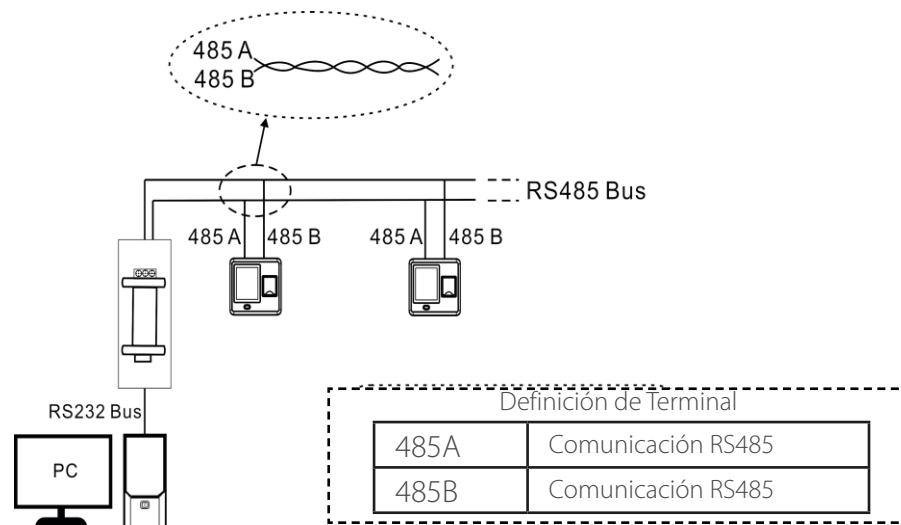 485 A
485 B
RS485 Bus
485 A 485 B 485 A 485 B
RS232 Bus
PC
Definición de Terminal
485A Comunicación RS485
485B Comunicación RS485